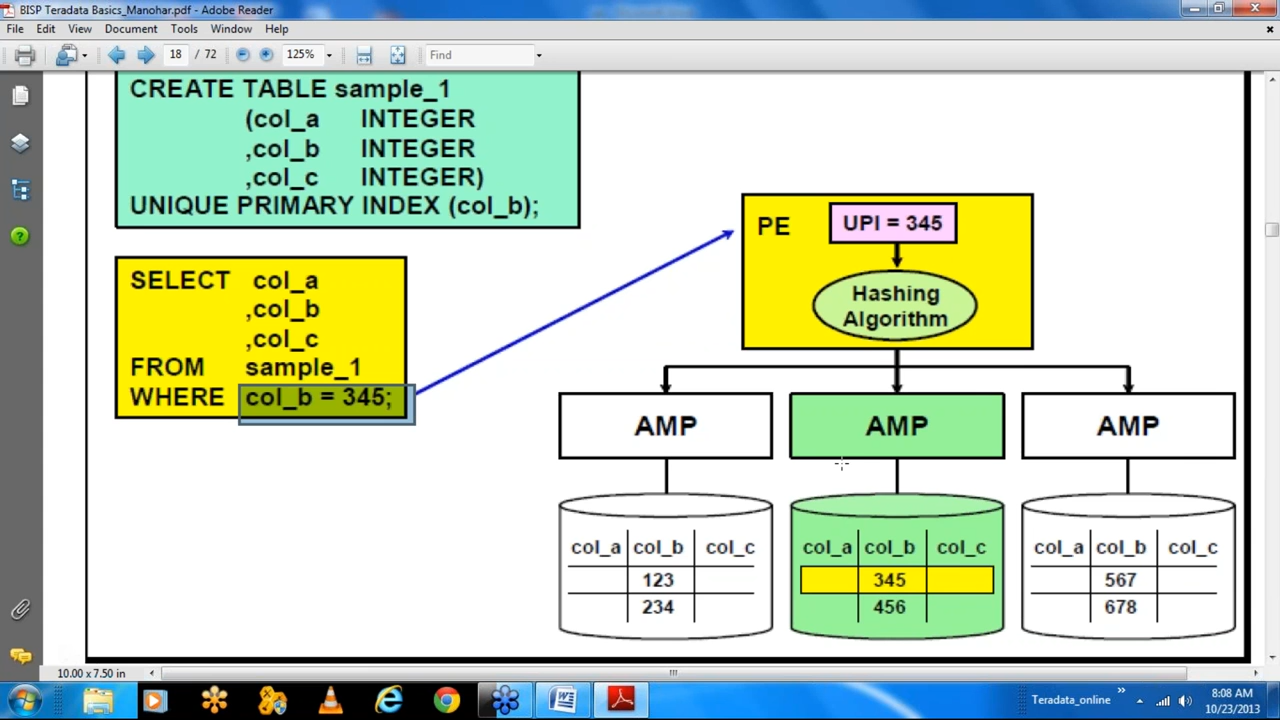 BISP Teradata Basics_Manohar.pdf - Adobe Reader
File Edit View Document Tools Window Help
18 / 72 125% Find
CREATE TABLE sample_1
(col_a INTEGER
,col_b INTEGER
,col_c INTEGER)
UNIQUE PRIMARY INDEX (col_b);
SELECT col_a
,col_b
,col_c
FROM sample_1
WHERE col_b = 345;
PE UPI = 345
Hashing
Algorithm
AMP AMP AMP
col_a col_b col_c
123
234
col_a col_b col_c
345
456
col_a col_b col_c
567
678
10.00 x 7.50 in
Teradata_online
8:08 AM
10/23/2013